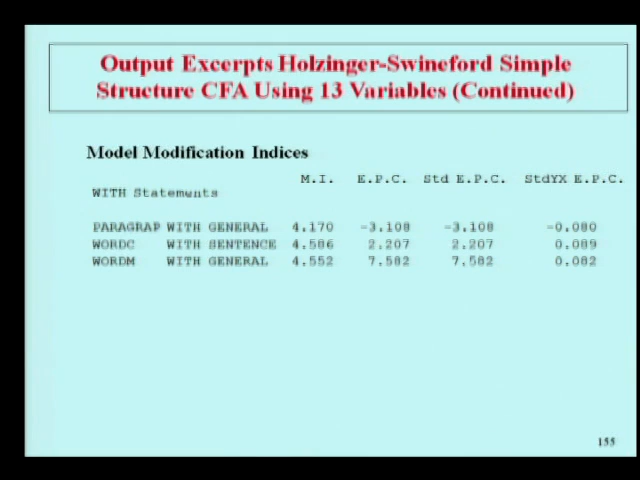 Output Excerpts Holzinger-Swineford Simple
Structure CFA Using 13 Variables (Continued)
Model Modification Indices
M.I. E.P.C. Std E.P.C. StdYX E.P.C.
WITH Statements
PARAGRAP WITH GENERAL 4.170 -3.108 -3.108 -0.080
WORDC WITH SENTENCE 4.586 2.207 2.207 0.089
WORDM WITH GENERAL 4.552 7.582 7.582 0.082
155